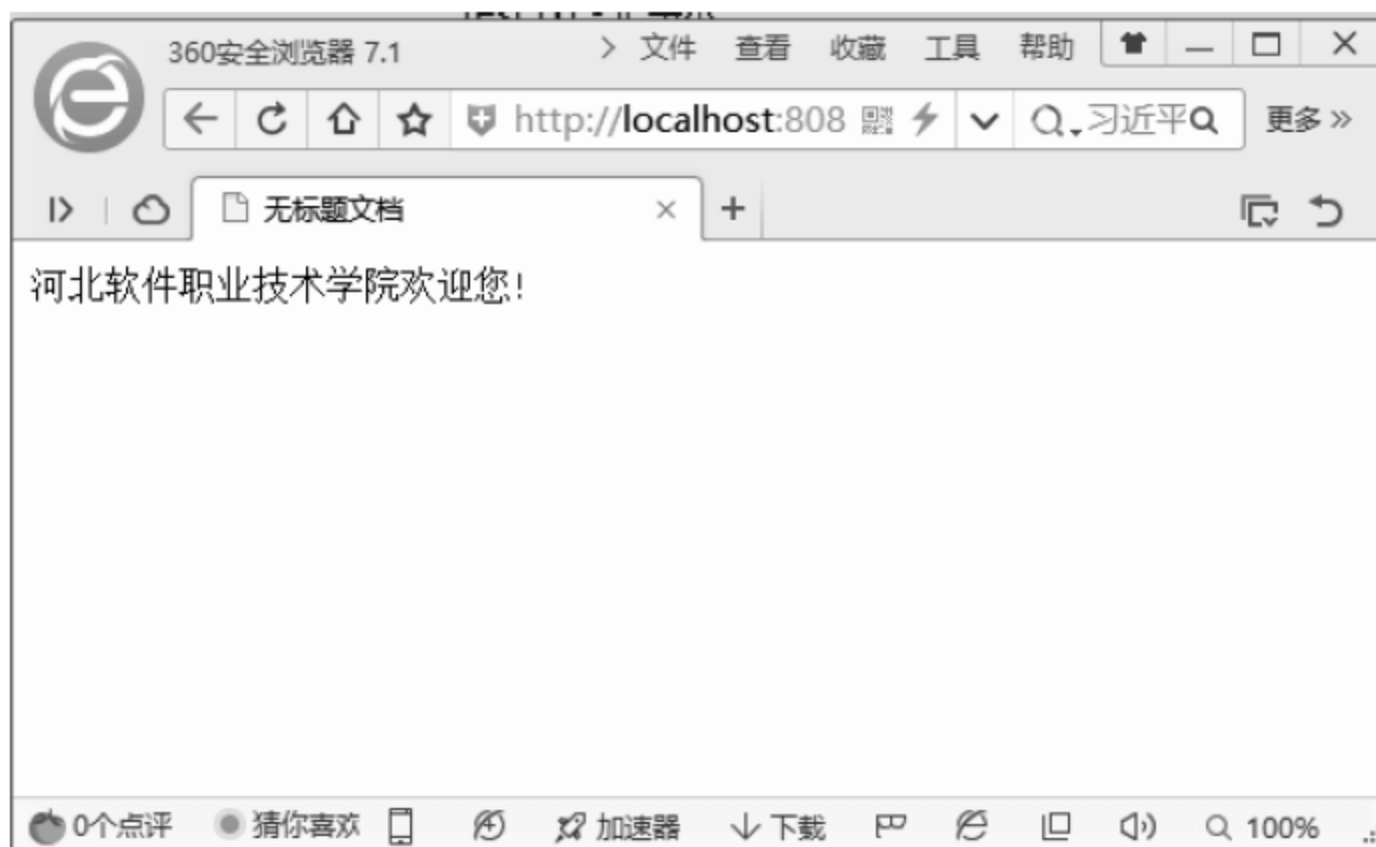 360安全浏览器 7.1 > 文件 查看 收藏 工具 帮助
http://localhost:808 习近平 更多 »
无标题文档
河北软件职业技术学院欢迎您!
0个点评 猜你喜欢 加速器 下载 100%